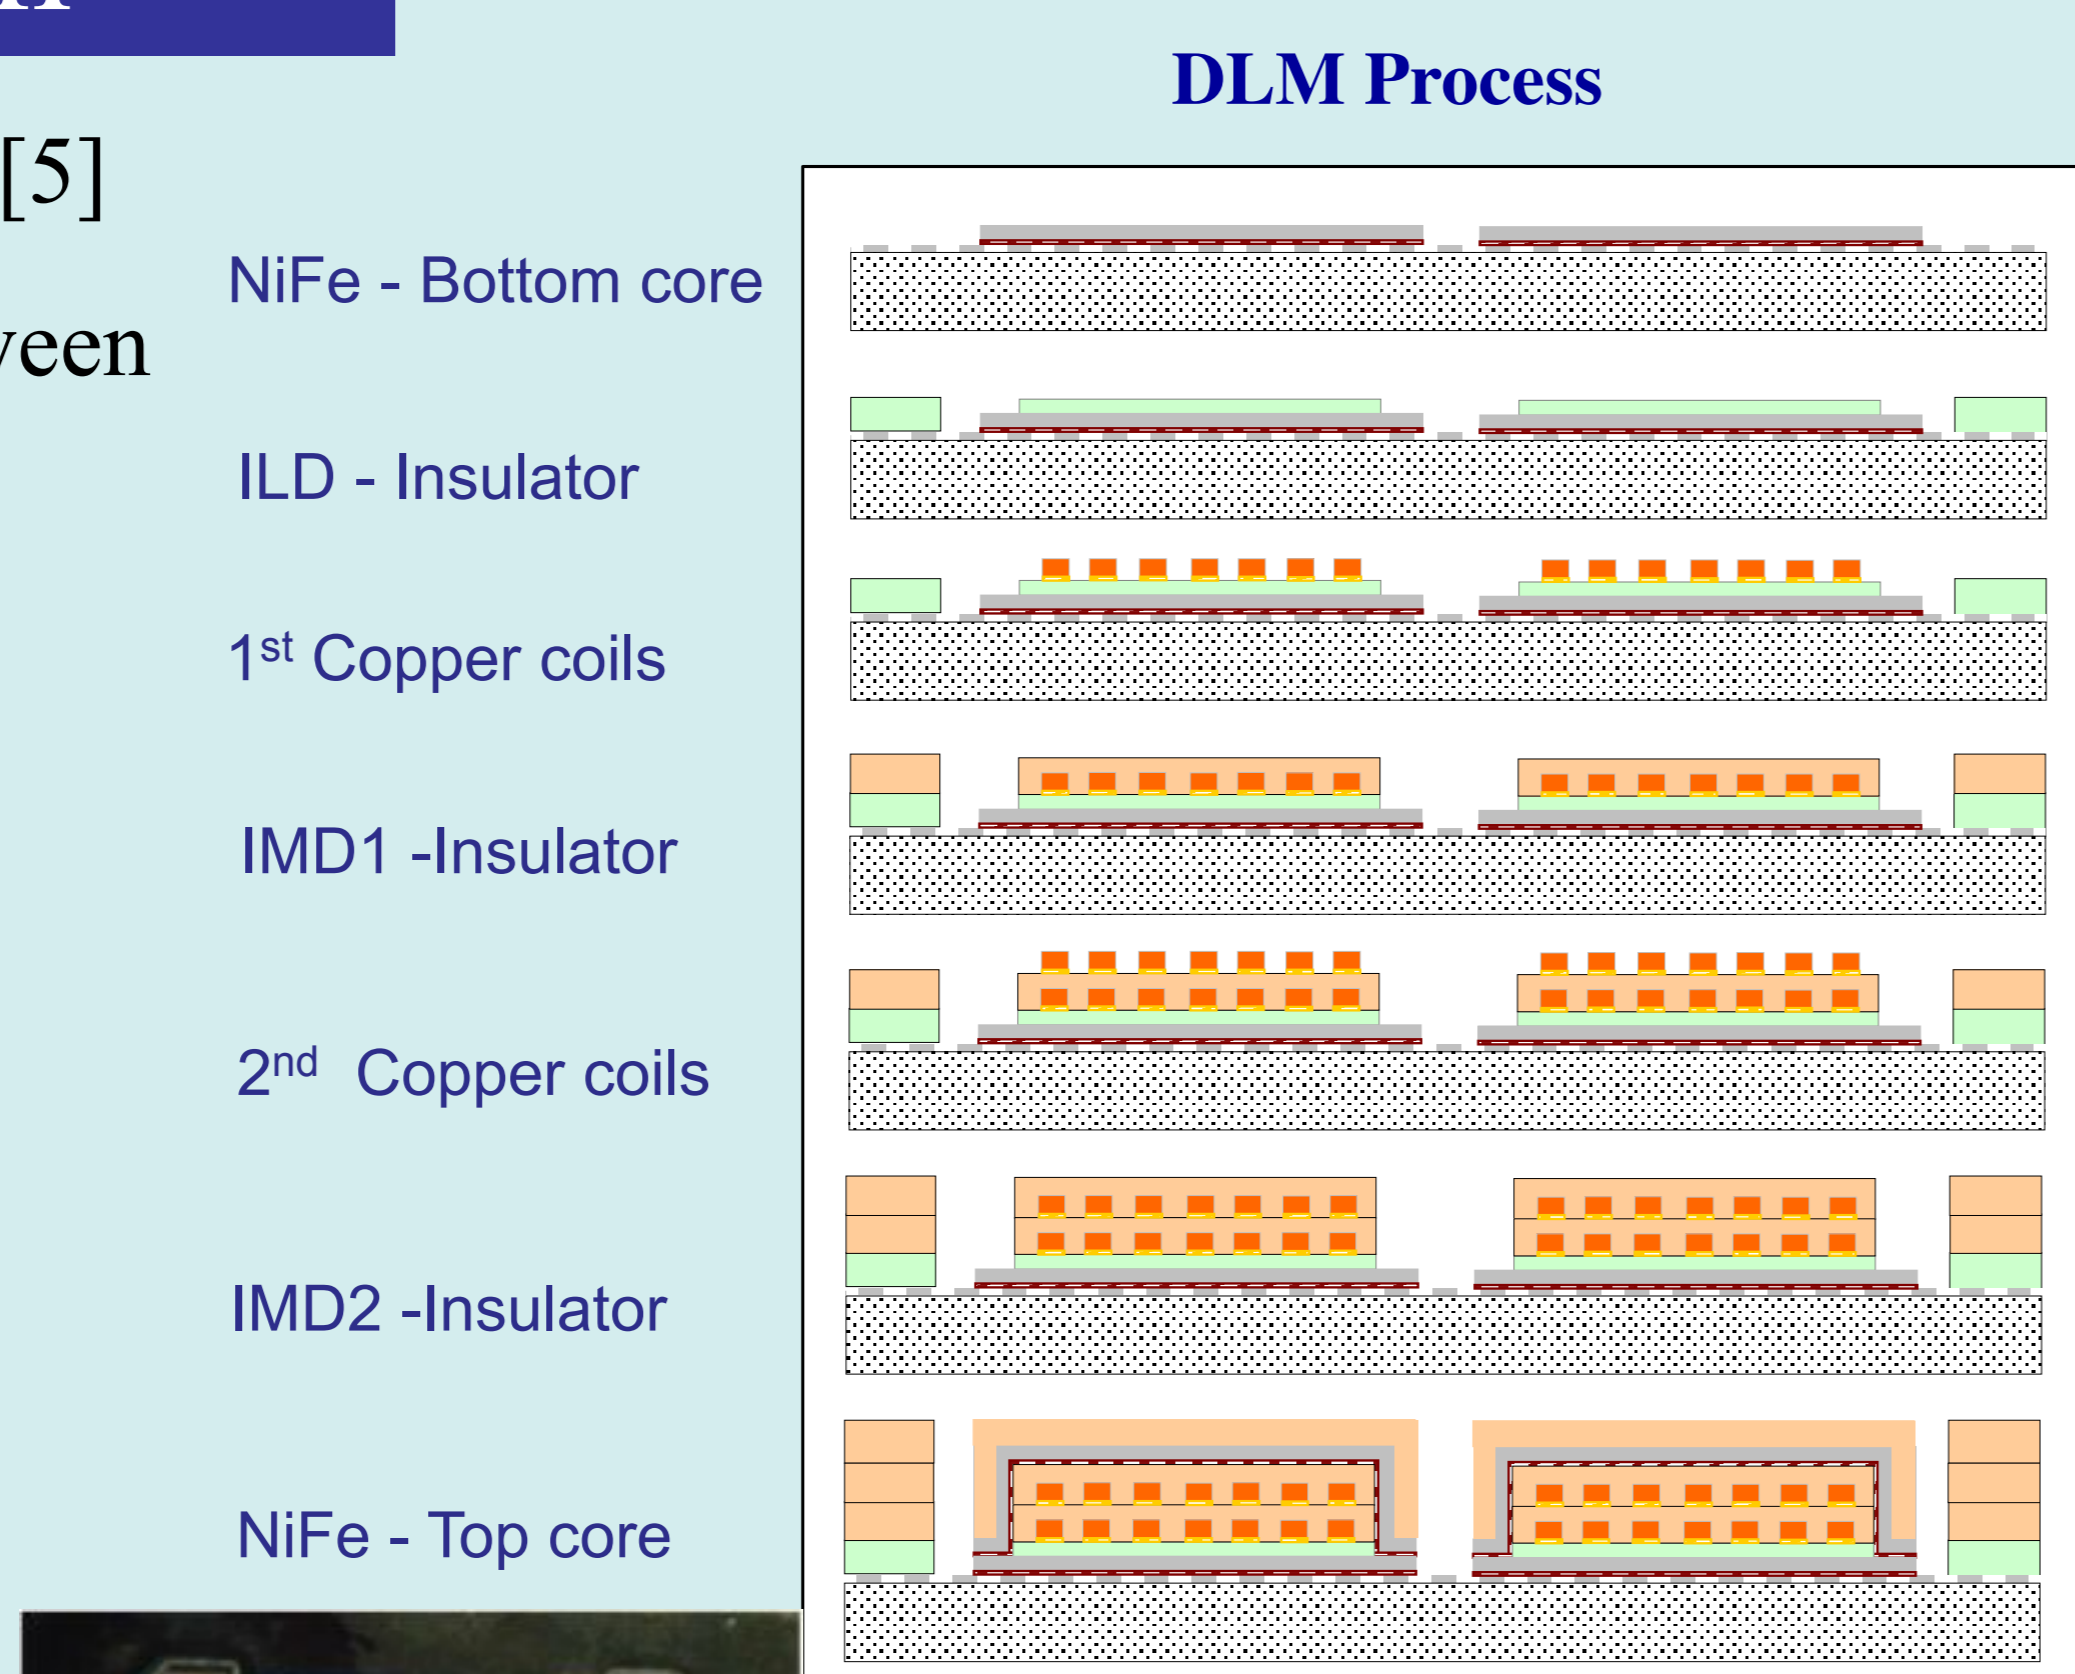 DLM Process
[5]
NiFe - Bottom core
ILD - Insulator
1st Copper coils
IMD1 -Insulator
2nd Copper coils
IMD2 -Insulator
NiFe - Top core